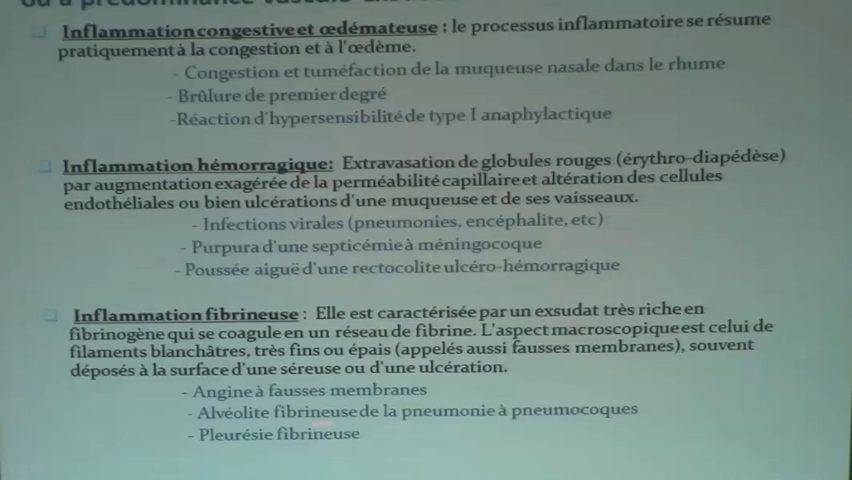 Inflammation congestive et œdémateuse : le processus inflammatoire se résume
pratiquement à la congestion et à l'œdème.
- Congestion et tuméfaction de la muqueuse nasale dans le rhume
- Brûlure de premier degré
-Réaction d'hypersensibilité de type I anaphylactique
Inflammation hémorragique: Extravasation de globules rouges (érythro-diapédèse)
par augmentation exagérée de la perméabilité capillaire et altération des cellules
endothéliales ou bien ulcérations d'une muqueuse et de ses vaisseaux.
- Infections virales (pneumonies, encéphalite, etc)
- Purpura d'une septicémie à méningocoque
- Poussée aiguë d'une rectocolite ulcéro-hémorragique
Inflammation fibrineuse : Elle est caractérisée par un exsudat très riche en
fibrinogène qui se coagule en un réseau de fibrine. L'aspect macroscopique est celui de
filaments blanchâtres, très fins ou épais (appelés aussi fausses membranes), souvent
déposés à la surface d'une séreuse ou d'une ulcération.
- Angine à fausses membranes
- Alvéolite fibrineuse de la pneumonie à pneumocoques
- Pleurésie fibrineuse